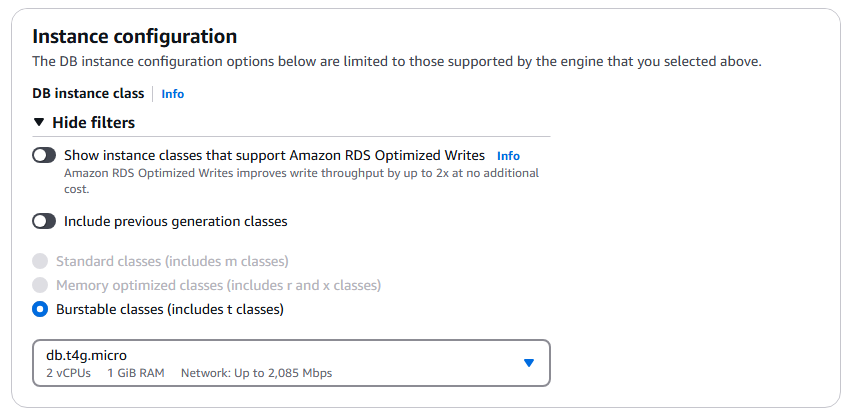 Instance configuration
The DB instance configuration options below are limited to those supported by the engine that you selected above.
DB instance class Info
Hide filters
Show instance classes that support Amazon RDS Optimized Writes Info
Amazon RDS Optimized Writes improves write throughput by up to 2x at no additional
cost.
Include previous generation classes
Standard classes (includes m classes)
Memory optimized classes (includes r and x classes)
Burstable classes (includes t classes)
db.t4g.micro
2 vCPUs 1 GiB RAM Network: Up to 2,085 Mbps